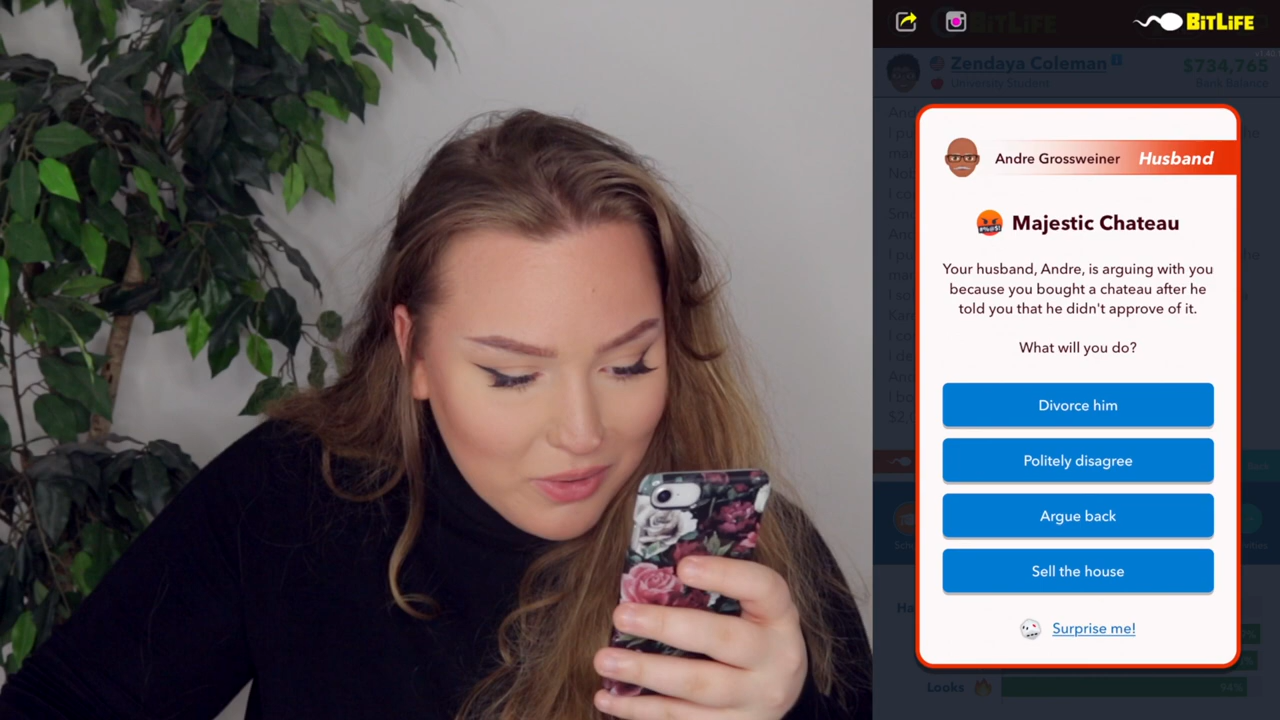 BITLIFE
Zendaya Coleman
$734,765
University Student
Bank Balance
Andre Grossweiner
Husband
Majestic Chateau
Your husband, Andre, is arguing with you
because you bought a chateau after he
told you that he didn't approve of it.
What will you do?
Divorce him
Politely disagree
Argue back
Sell the house
Surprise me!
Looks
94%